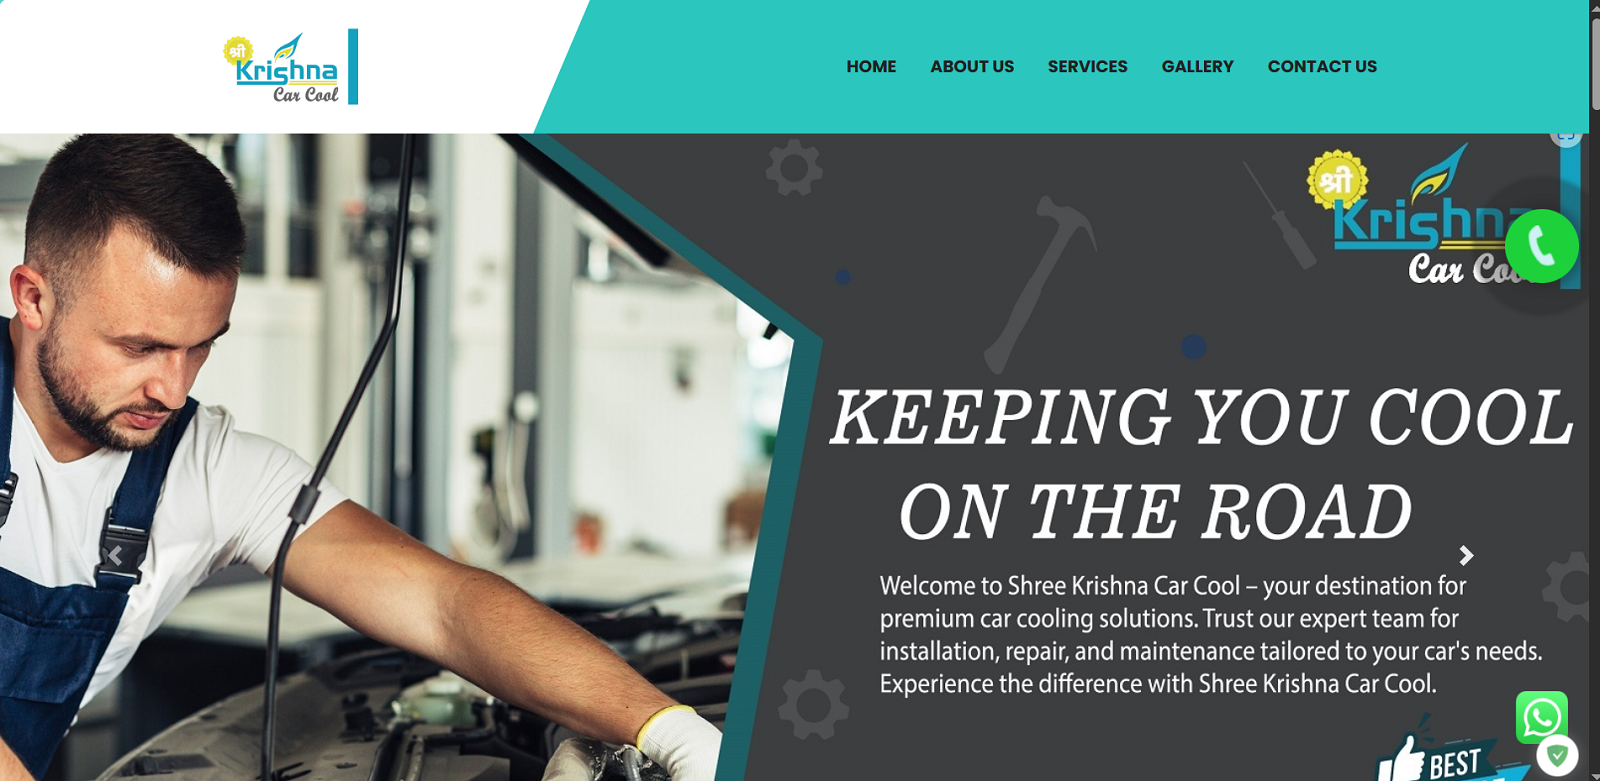 श्री
Krishna
Car Cool
HOME ABOUT US SERVICES GALLERY CONTACT US
श्री
Krishna
Car Cool
KEEPING YOU COOL
ON THE ROAD
Welcome to Shree Krishna Car Cool – your destination for
premium car cooling solutions. Trust our expert team for
installation, repair, and maintenance tailored to your car's needs.
Experience the difference with Shree Krishna Car Cool.
BEST